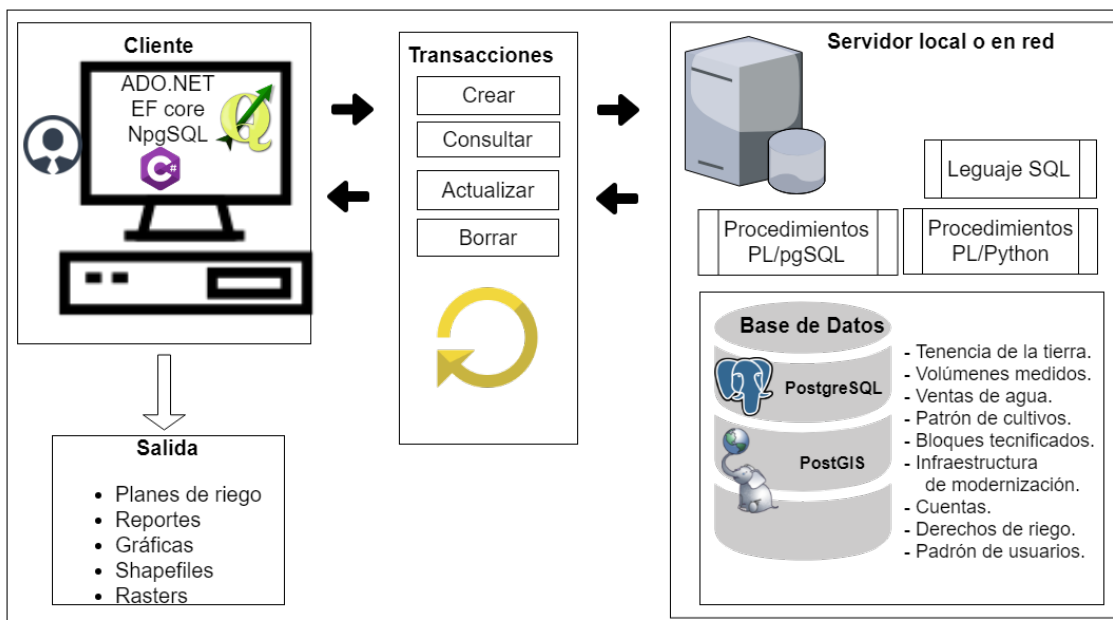 Cliente
ADO.NET
EF core
NpgSQL
C#
Transacciones
Crear
Consultar
Actualizar
Borrar
Servidor local o en red
Leguaje SQL
Procedimientos
PL/pgSQL
Procedimientos
PL/Python
Base de Datos
PostgreSQL
PostGIS
- Tenencia de la tierra.
- Volúmenes medidos.
- Ventas de agua.
- Patrón de cultivos.
- Bloques tecnificados.
- Infraestructura
de modernización.
- Cuentas.
- Derechos de riego.
- Padrón de usuarios.
Salida
• Planes de riego
• Reportes
• Gráficas
• Shapefiles
• Rasters